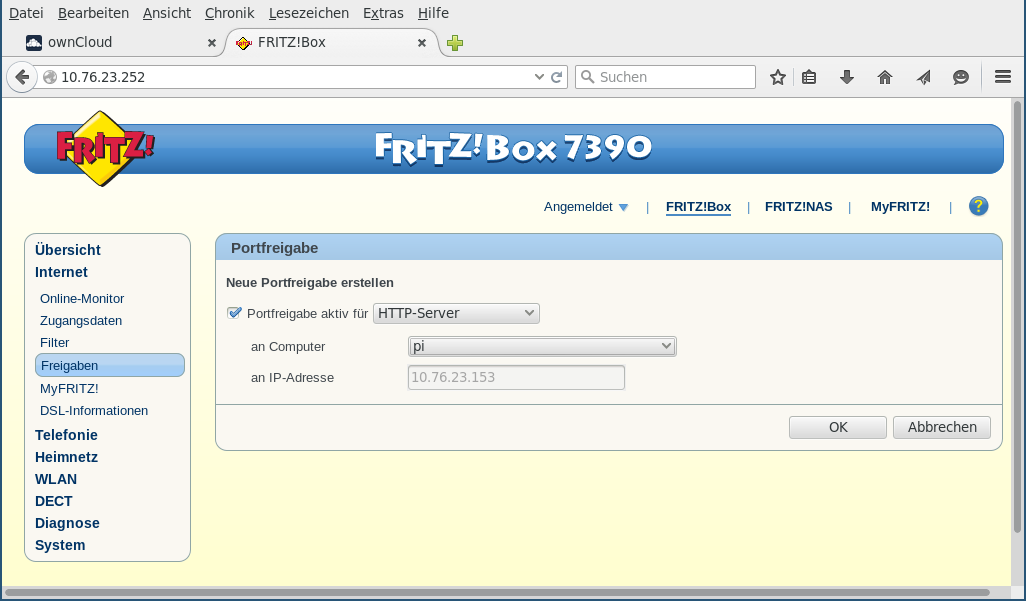 Datei Bearbeiten Ansicht Chronik Lesezeichen Extras Hilfe
ownCloud FRITZ!Box
10.76.23.252 Suchen
FRITZ! FRITZ!Box 7390
Angemeldet | FRITZ!Box | FRITZ!NAS | MyFRITZ! | ?
Übersicht
Internet
Online-Monitor
Zugangsdaten
Filter
Freigaben
MyFRITZ!
DSL-Informationen
Telefonie
Heimnetz
WLAN
DECT
Diagnose
System
Portfreigabe
Neue Portfreigabe erstellen
Portfreigabe aktiv für HTTP-Server
an Computer pi
an IP-Adresse 10.76.23.153
OK Abbrechen